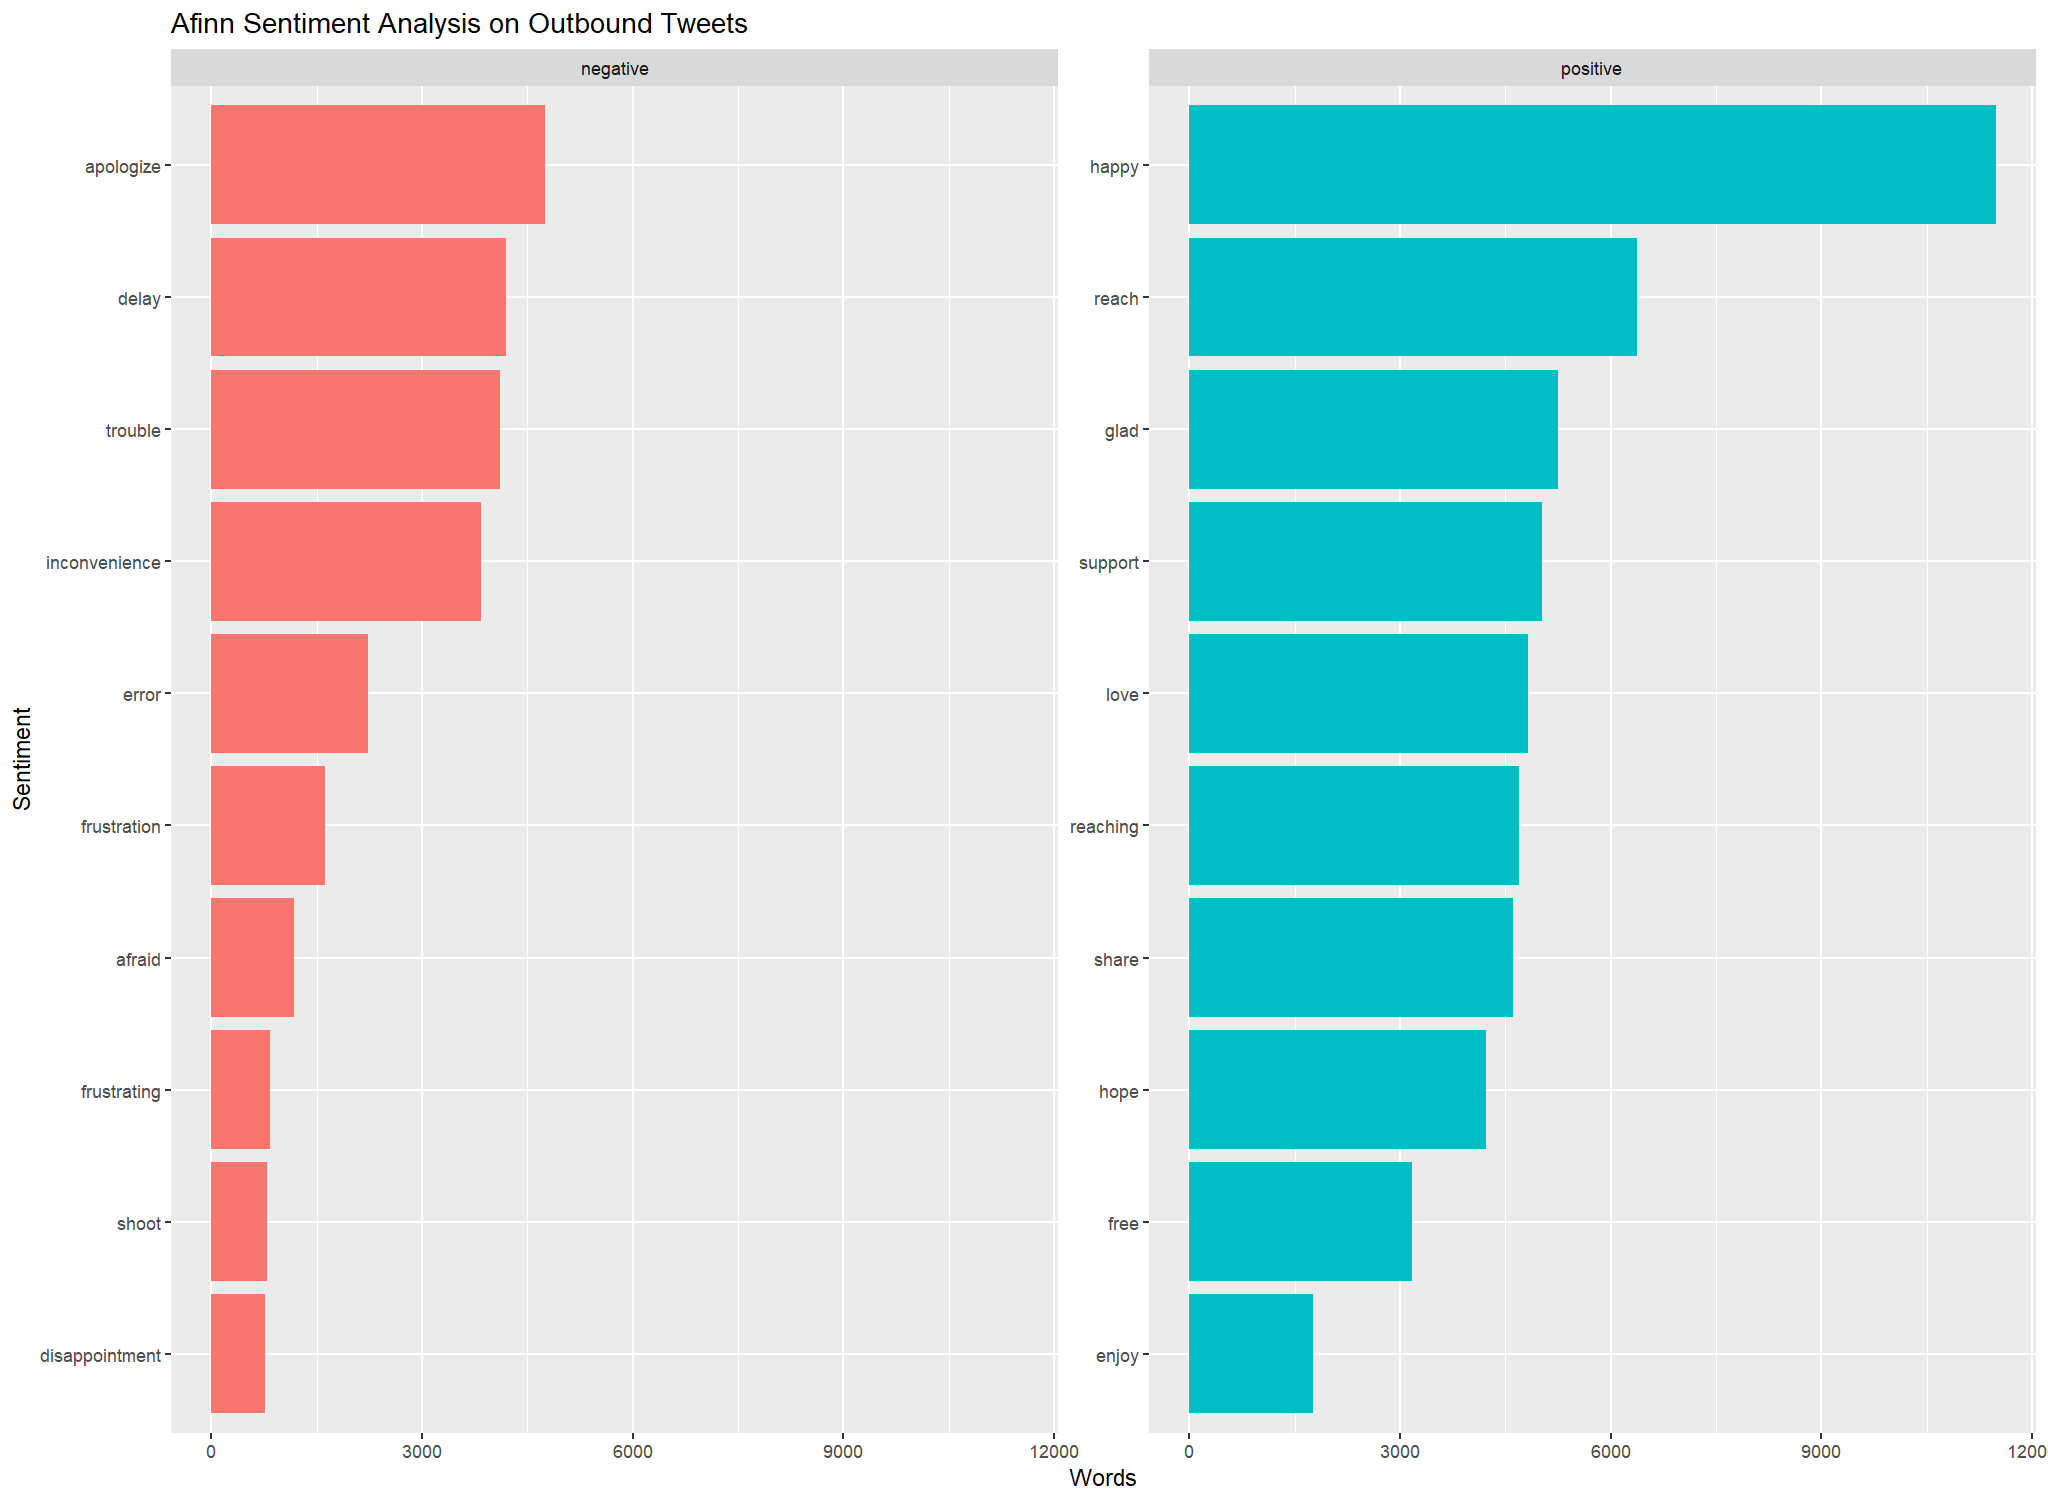 Afinn Sentiment Analysis on Outbound Tweets
negative
positive
apologize
delay
trouble
inconvenience
error
frustration
afraid
frustrating
shoot
disappointment
happy
reach
glad
support
love
reaching
share
hope
free
enjoy
Sentiment
0 3000 6000 9000 12000
0 3000 6000 9000 1200
Words